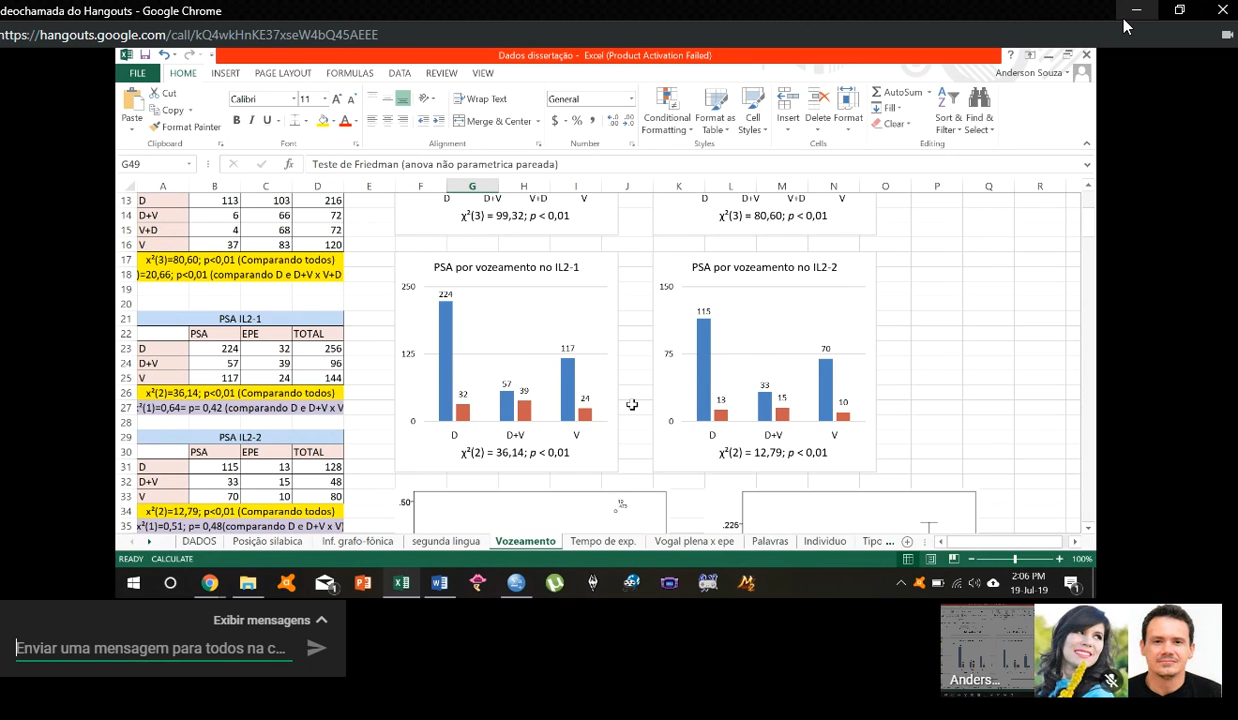 deochamada do Hangouts - Google Chrome
ttps://hangouts.google.com/call/kQ4wkHnKE37xseW4bQ45AEEE
Dados dissertação - Excel (Product Activation Failed)
FILE HOME INSERT PAGE LAYOUT FORMULAS DATA REVIEW VIEW Anderson Souza
Paste Cut Copy Format Painter
Calibri 11 B I U
Wrap Text Merge & Center
General $ % ,
Conditional Formatting Format as Table Cell Styles
Insert Delete Format
AutoSum Fill Clear Sort & Filter Find & Select
Clipboard Font Alignment Number Styles Cells Editing
G49 fx Teste de Friedman (anova não parametrica pareada)
A B C D E F G H I J K L M N O P Q R
13 D 113 103 216
14 D+V 6 66 72
15 V+D 4 68 72
16 V 37 83 120
17 x²(3)=80,60; p<0,01 (Comparando todos)
18 )=20,66; p<0,01 (comparando D e D+V x V+D
19
20
21 PSA IL2-1
22 PSA EPE TOTAL
23 D 224 32 256
24 D+V 57 39 96
25 V 117 24 144
26 x²(2)=36,14; p<0,01 (Comparando todos)
27 x²(1)=0,64= p= 0,42 (comparando D e D+V x V
28
29 PSA IL2-2
30 PSA EPE TOTAL
31 D 115 13 128
32 D+V 33 15 48
33 V 70 10 80
34 x²(2)=12,79; p<0,01 (Comparando todos)
35 x²(1)=0,51; p= 0,48(comparando D e D+V x V)
D D+V V+D V
χ²(3) = 99,32; p < 0,01
D D+V V+D V
χ²(3) = 80,60; p < 0,01
PSA por vozeamento no IL2-1
250
224
125
117
57
39
32
24
0
D D+V V
χ²(2) = 36,14; p < 0,01
PSA por vozeamento no IL2-2
150
115
75
70
33
13
15
10
0
D D+V V
χ²(2) = 12,79; p < 0,01
.50
.225
DADOS Posição silabica Inf. grafo-fônica segunda lingua Vozeamento Tempo de exp. Vogal plena x epe Palavras Individuo Tipc ...
READY CALCULATE 100%
2:06 PM
19-Jul-19
Exibir mensagens
Enviar uma mensagem para todos na c...
Anders...